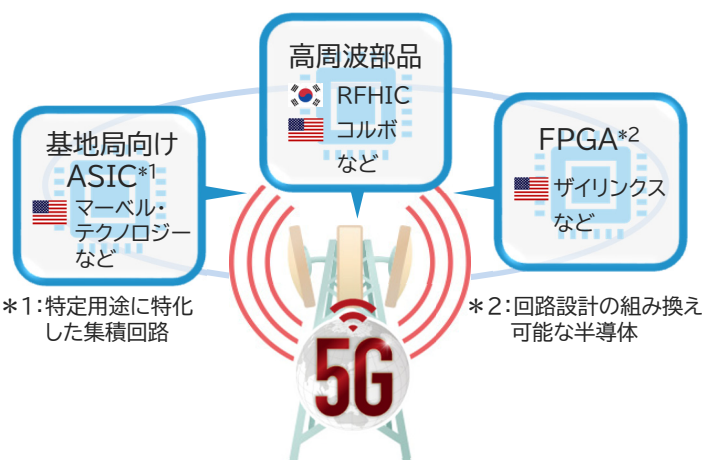 高周波部品
RFHIC
コルボ
など
基地局向け
ASIC*1
マーベル・
テクノロジー
など
FPGA*2
ザイリンクス
など
*1:特定用途に特化
した集積回路
*2:回路設計の組み換え
可能な半導体
5G